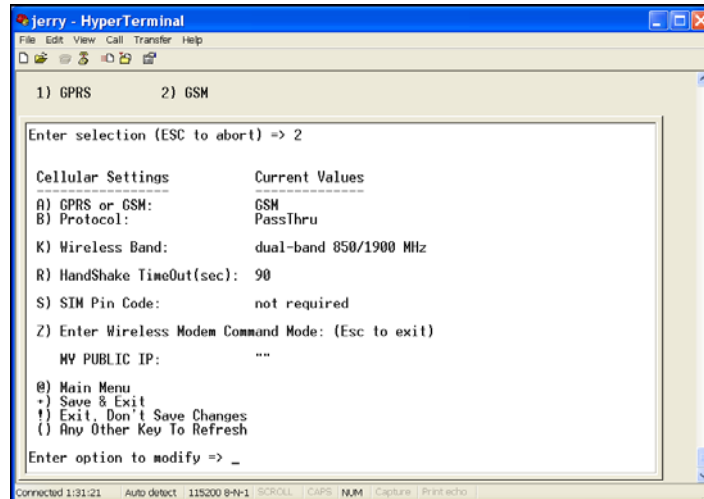 jerry - HyperTerminal
File Edit View Call Transfer Help
1) GPRS 2) GSM
Enter selection (ESC to abort) => 2
Cellular Settings Current Values
------------------ --------------
A) GPRS or GSM: GSM
B) Protocol: PassThru
K) Wireless Band: dual-band 850/1900 MHz
R) HandShake TimeOut(sec): 90
S) SIM Pin Code: not required
Z) Enter Wireless Modem Command Mode: (Esc to exit)
MY PUBLIC IP: ""
@) Main Menu
+) Save & Exit
!) Exit, Don't Save Changes
() Any Other Key To Refresh
Enter option to modify => _
Connected 1:31:21 Auto detect 115200 8-N-1 SCROLL CAPS NUM Capture Print echo